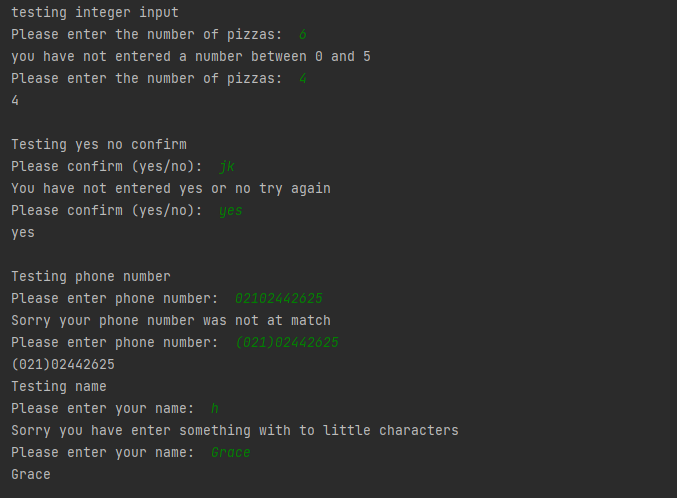 testing integer input
Please enter the number of pizzas: 6
you have not entered a number between 0 and 5
Please enter the number of pizzas: 4
4
Testing yes no confirm
Please confirm (yes/no): jk
You have not entered yes or no try again
Please confirm (yes/no): yes
yes
Testing phone number
Please enter phone number: 02102442625
Sorry your phone number was not at match
Please enter phone number: (021)02442625
(021)02442625
Testing name
Please enter your name: h
Sorry you have enter something with to little characters
Please enter your name: Grace
Grace